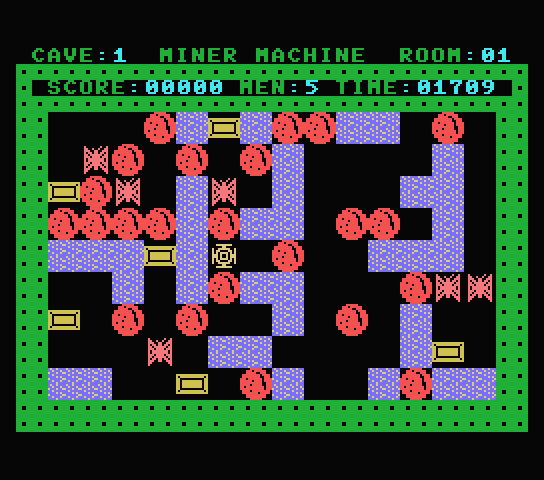 CAVE:1 MINER MACHINE ROOM:01
SCORE:00000 MEN:5 TIME:01709